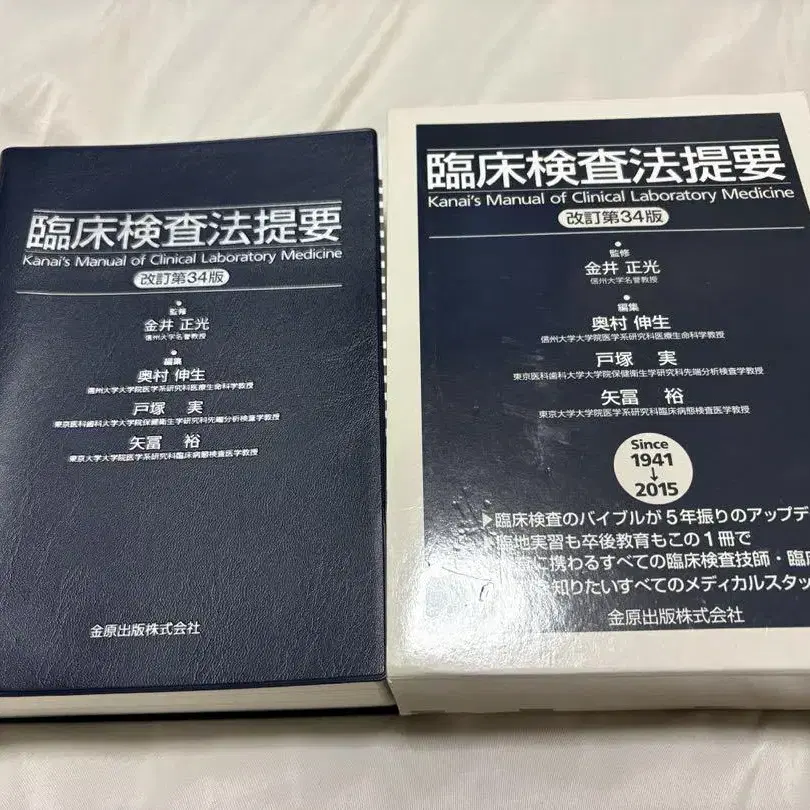 臨床検査法提要
Kanai's Manual of Clinical Laboratory Medicine
改訂第34版
監修
金井 正光
信州大学名誉教授
編集
奥村 伸生
信州大学大学院医学系研究科医療生命科学教授
戸塚 実
東京医科歯科大学大学院保健衛生学研究科先端分析検査学教授
矢冨 裕
東京大学大学院医学系研究科臨床病態検査医学教授
金原出版株式会社
臨床検査法提要
Kanai's Manual of Clinical Laboratory Medicine
改訂第34版
監修
金井 正光
信州大学名誉教授
編集
奥村 伸生
信州大学大学院医学系研究科医療生命科学教授
戸塚 実
東京医科歯科大学大学院保健衛生学研究科先端分析検査学教授
矢冨 裕
東京大学大学院医学系研究科臨床病態検査医学教授
Since
1941
↓
2015
▶臨床検査のバイブルが5年振りのアップデ
地実習も卒後教育もこの1冊で
に携わるすべての臨床検査技師・臨床
知りたいすべてのメディカルスタッ
金原出版株式会社